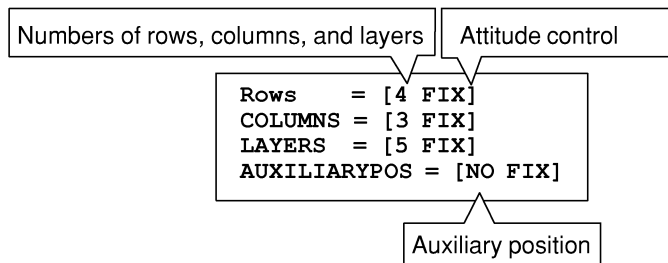 Numbers of rows, columns, and layers
Attitude control
Rows = [4 FIX]
COLUMNS = [3 FIX]
LAYERS = [5 FIX]
AUXILIARYPOS = [NO FIX]
Auxiliary position